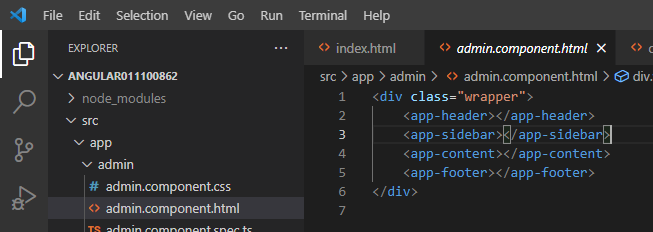 File Edit Selection View Go Run Terminal Help
EXPLORER
ANGULAR011100862
node_modules
src
app
admin
# admin.component.css
<> admin.component.html
TS admin.component.spec.ts
<> index.html
<> admin.component.html
src > app > admin > <> admin.component.html > div.
1 <div class="wrapper">
2 <app-header></app-header>
3 <app-sidebar></app-sidebar>
4 <app-content></app-content>
5 <app-footer></app-footer>
6 </div>
7